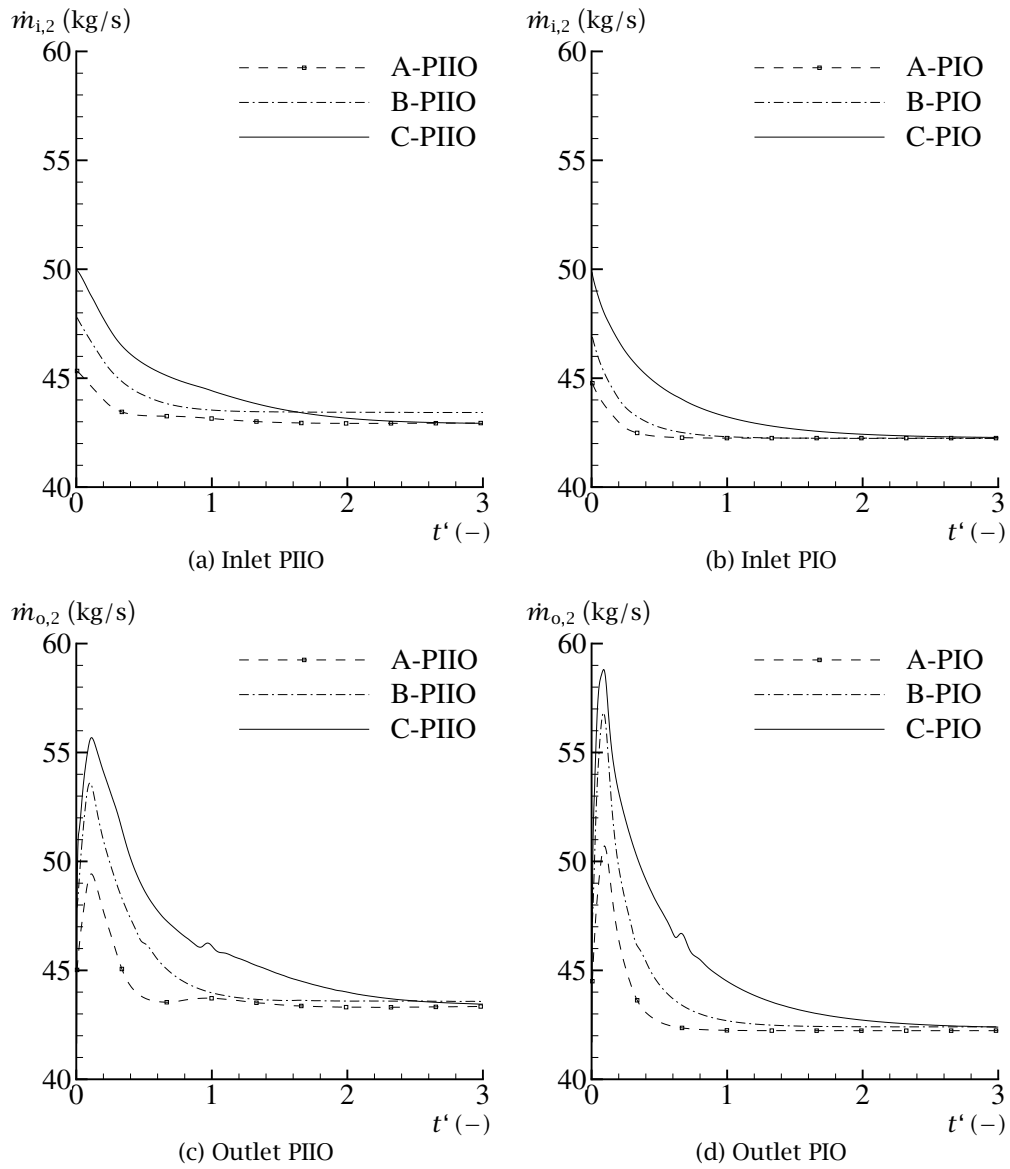 ṁi,2 (kg/s)
60
55
50
45
40
0 1 2 3
t‘ (−)
A-PIIO
B-PIIO
C-PIIO
(a) Inlet PIIO
ṁi,2 (kg/s)
60
55
50
45
40
0 1 2 3
t‘ (−)
A-PIO
B-PIO
C-PIO
(b) Inlet PIO
ṁo,2 (kg/s)
60
55
50
45
40
0 1 2 3
t‘ (−)
A-PIIO
B-PIIO
C-PIIO
(c) Outlet PIIO
ṁo,2 (kg/s)
60
55
50
45
40
0 1 2 3
t‘ (−)
A-PIO
B-PIO
C-PIO
(d) Outlet PIO